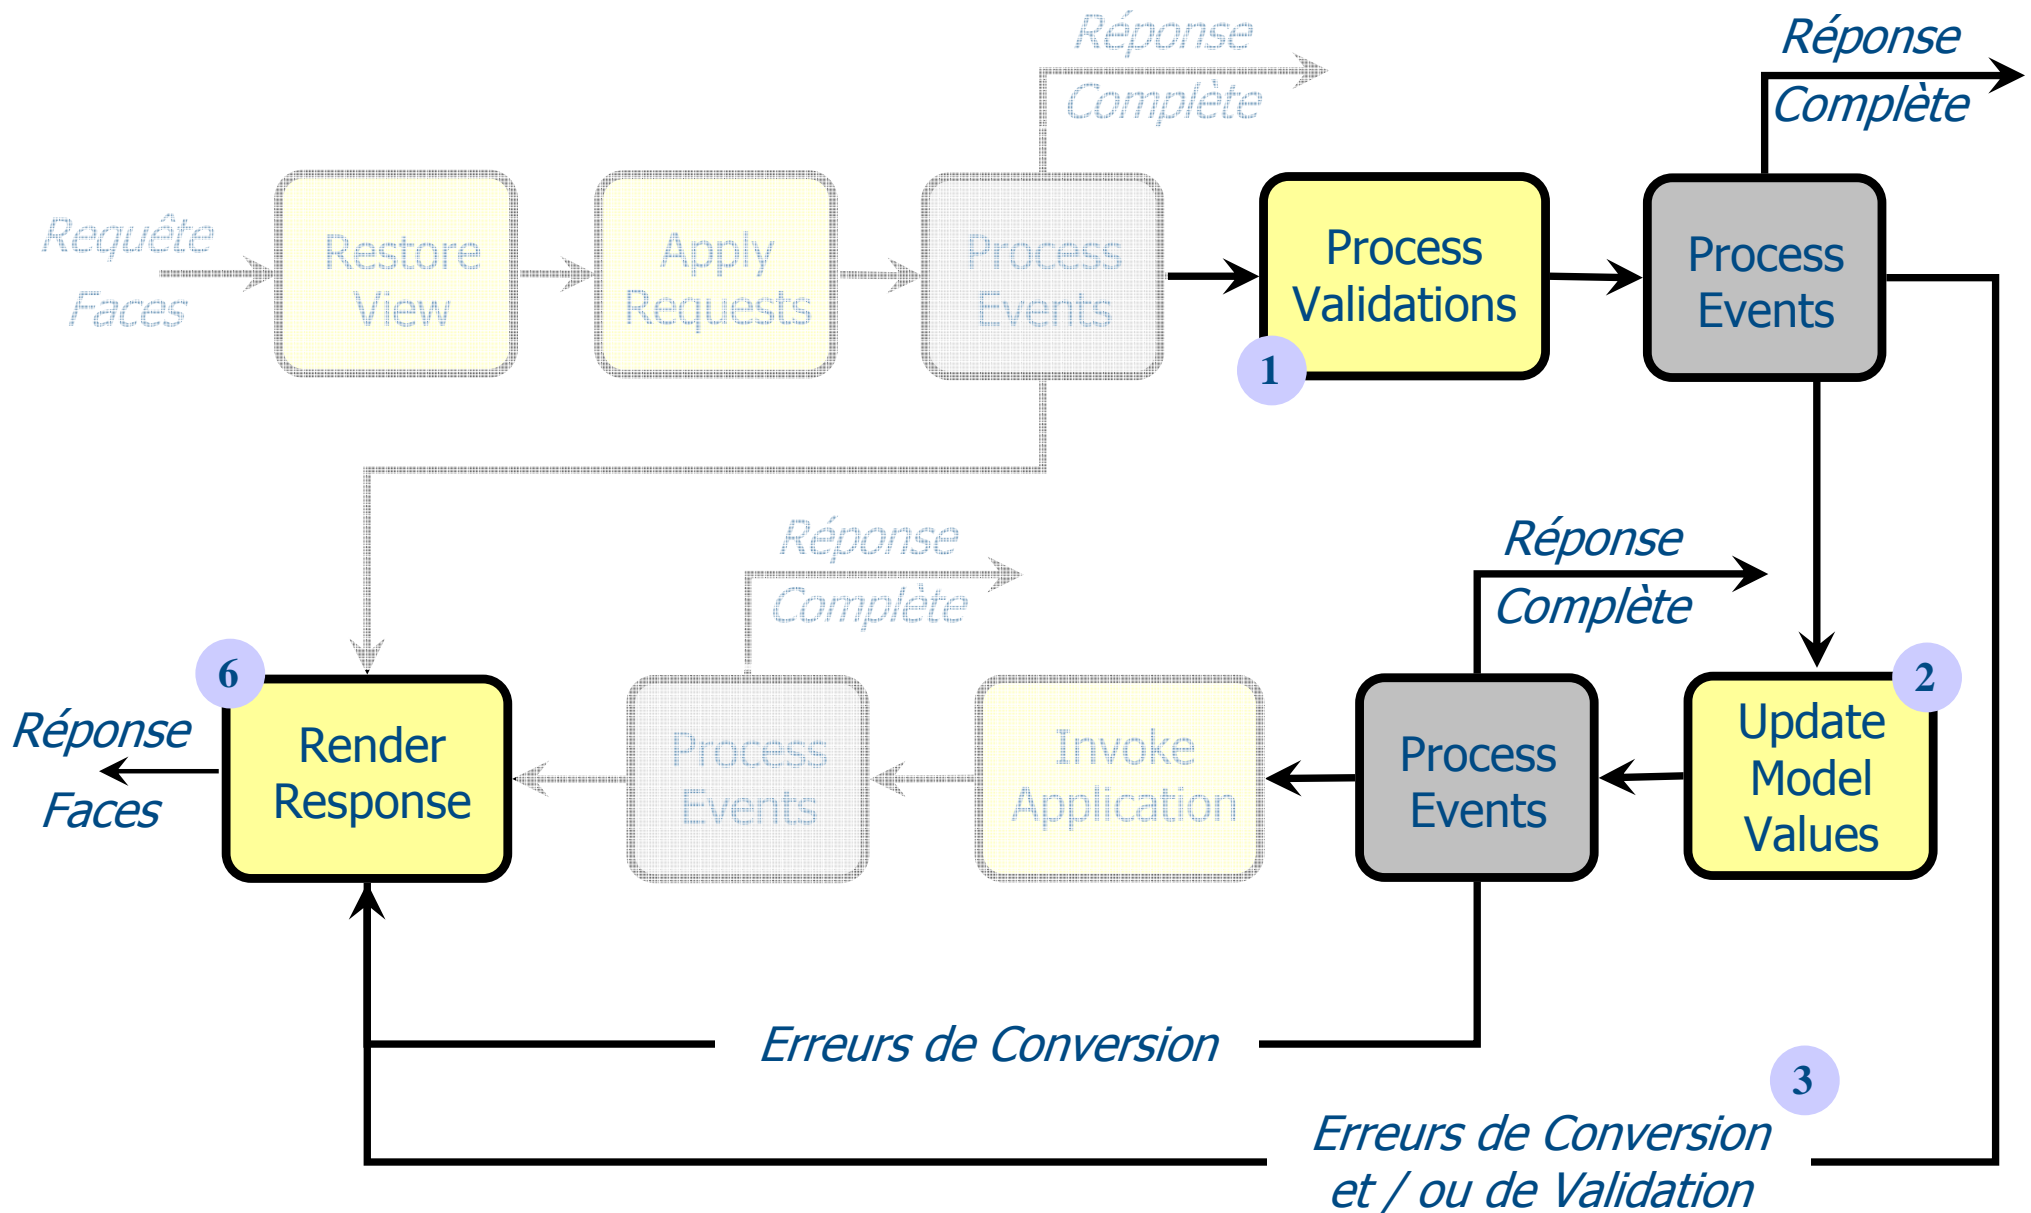 Réponse
Complète
Réponse
Complète
Requête
Faces
Restore
View
Apply
Requests
Process
Events
Process
Validations
1
Process
Events
Réponse
Complète
Réponse
Complète
6
Réponse
Faces
Render
Response
Process
Events
Invoke
Application
Process
Events
2
Update
Model
Values
Erreurs de Conversion
3
Erreurs de Conversion
et / ou de Validation